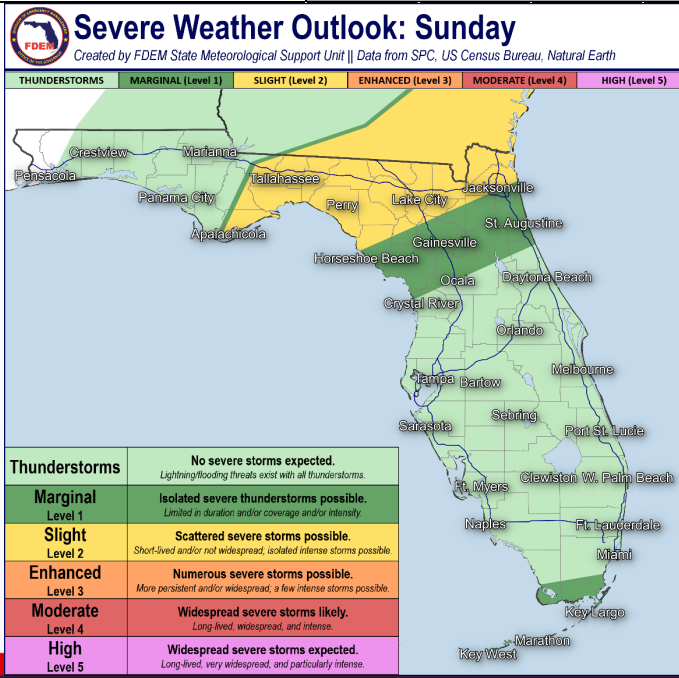 FDEM
Severe Weather Outlook: Sunday
Created by FDEM State Meteorological Support Unit || Data from SPC, US Census Bureau, Natural Earth
THUNDERSTORMS
MARGINAL (Level 1)
SLIGHT (Level 2)
ENHANCED (Level 3)
MODERATE (Level 4)
HIGH (Level 5)
Crestview
Marianna
Pensacola
Tallahassee
Jacksonville
Panama City
Perry
Lake City
St. Augustine
Apalachicola
Gainesville
Horseshoe Beach
Ocala
Daytona Beach
Crystal River
Orlando
Melbourne
Tampa
Bartow
Sebring
Sarasota
Port St. Lucie
Clewiston
W. Palm Beach
Ft. Myers
Naples
Ft. Lauderdale
Miami
Key Largo
Marathon
Key West
Thunderstorms
No severe storms expected.
Lightning/flooding threats exist with all thunderstorms.
Marginal
Level 1
Isolated severe thunderstorms possible.
Limited in duration and/or coverage and/or intensity.
Slight
Level 2
Scattered severe storms possible.
Short-lived and/or not widespread; isolated intense storms possible.
Enhanced
Level 3
Numerous severe storms possible.
More persistent and/or widespread; a few intense storms possible.
Moderate
Level 4
Widespread severe storms likely.
Long-lived, widespread, and intense.
High
Level 5
Widespread severe storms expected.
Long-lived, very widespread, and particularly intense.